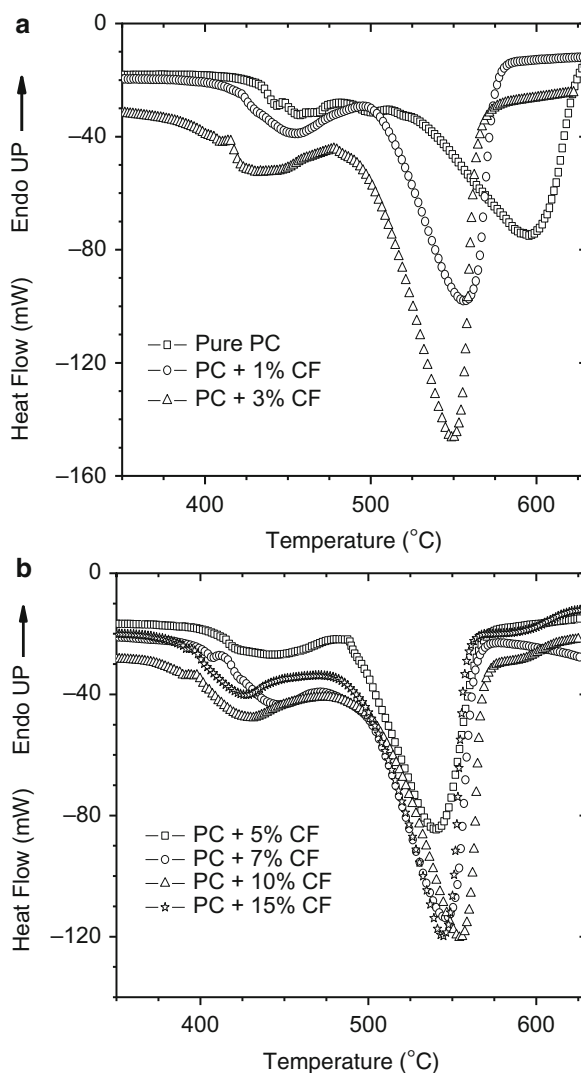 a
0
–40
–80
–120
–160
Heat Flow (mW)
Endo UP
Pure PC
PC + 1% CF
PC + 3% CF
400
500
600
Temperature (°C)
b
0
–40
–80
–120
Heat Flow (mW)
Endo UP
PC + 5% CF
PC + 7% CF
PC + 10% CF
PC + 15% CF
400
500
600
Temperature (°C)